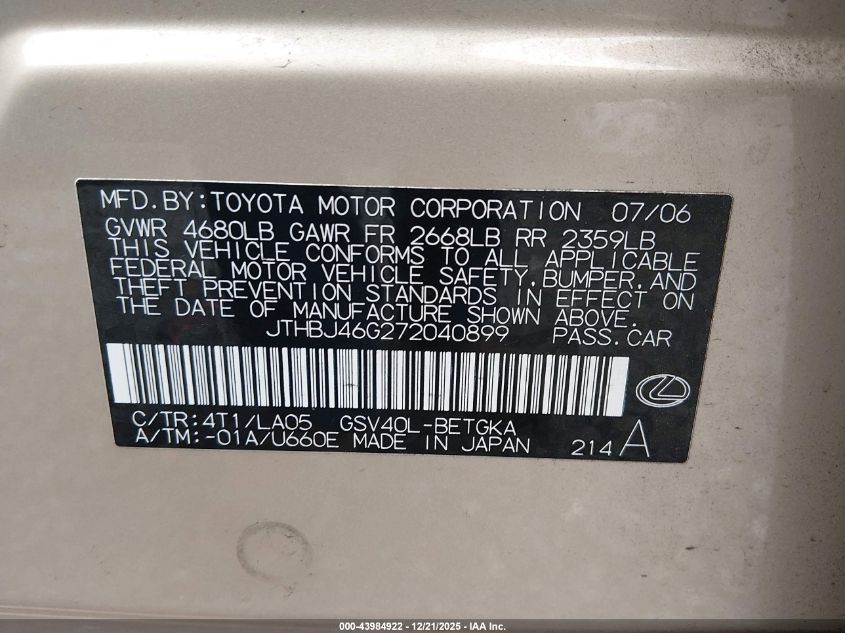 MFD.BY:TOYOTA MOTOR CORPORATION 07/06
GVWR 4680LB GAWR FR 2668LB RR 2359LB
THIS VEHICLE CONFORMS TO ALL APPLICABLE
FEDERAL MOTOR VEHICLE SAFETY,BUMPER,AND
THEFT PREVENTION STANDARDS IN EFFECT ON
THE DATE OF MANUFACTURE SHOWN ABOVE.
JTHBJ46G272040899 PASS.CAR
C/TR:4T1/LA05 GSV40L-BETGKA
A/TM:-01A/U660E MADE IN JAPAN 214 A
000-43984922 - 12/21/2025 - IAA Inc.